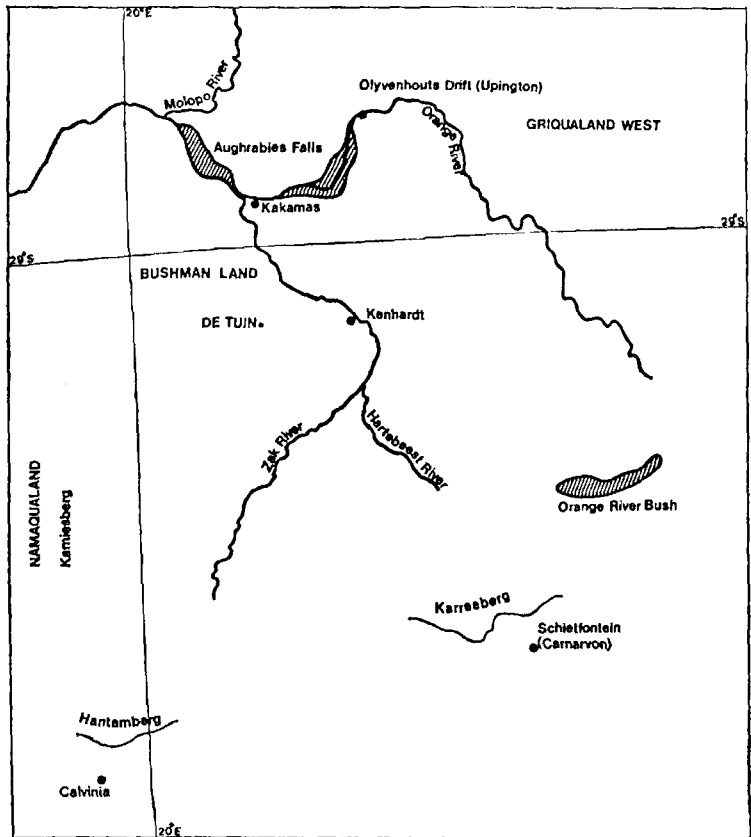 20°E
Molopo River
Olyvenhouts Drift (Upington)
Orange River
GRIQUALAND WEST
Aughrabies Falls
Kakamas
29°S
29°S
BUSHMAN LAND
DE TUIN
Kenhardt
Zak River
Hartebeest River
NAMAQUALAND
Kamiesberg
Orange River Bush
Karreeberg
Schietfontein
(Carnarvon)
Hantamberg
Calvinia
20°E